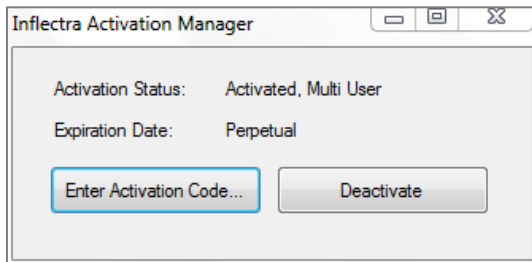 Inflectra Activation Manager
Activation Status: Activated, Multi User
Expiration Date: Perpetual
Enter Activation Code... Deactivate